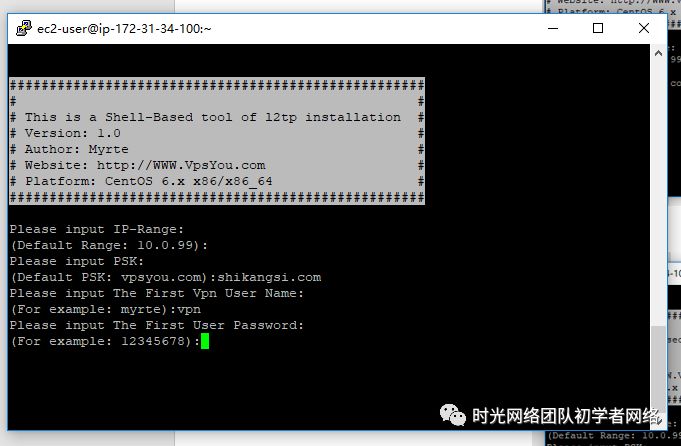 # Website: http://WWW.V
# Platform: CentOS 6.x
ec2-user@ip-172-31-34-100:~
####################################################
#                                                  #
# This is a Shell-Based tool of l2tp installation  #
# Version: 1.0                                     #
# Author: Myrte                                    #
# Website: http://WWW.VpsYou.com                   #
# Platform: CentOS 6.x x86/x86_64                  #
####################################################
Please input IP-Range:
(Default Range: 10.0.99):
Please input PSK:
(Default PSK: vpsyou.com):shikangsi.com
Please input The First Vpn User Name:
(For example: myrte):vpn
Please input The First User Password:
(For example: 12345678):
时光网络团队初学者网络
(Default Range: 10.0.99